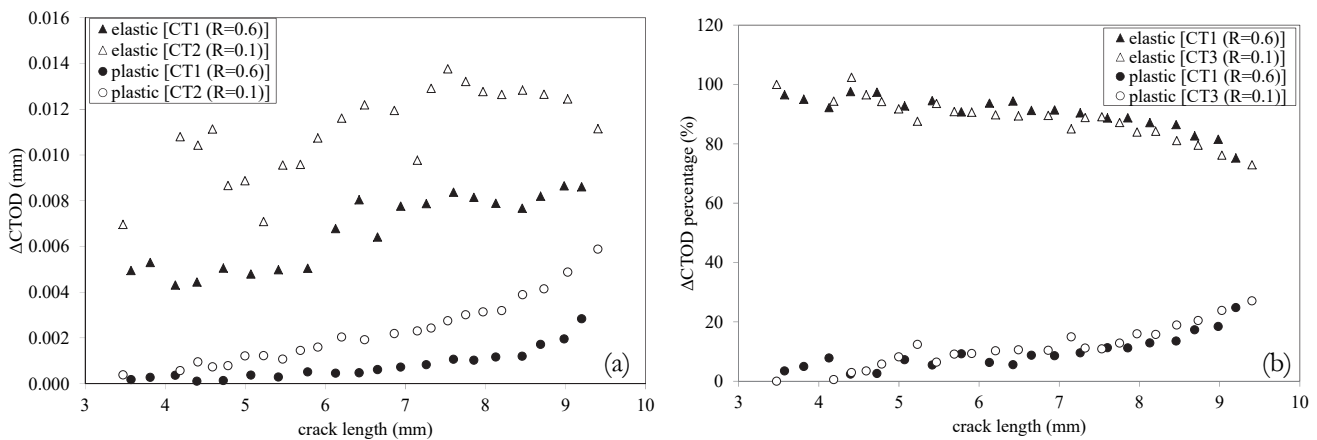 0.016
0.014
0.012
0.010
0.008
0.006
0.004
0.002
0.000
ΔCTOD (mm)
elastic [CT1 (R=0.6)]
elastic [CT2 (R=0.1)]
plastic [CT1 (R=0.6)]
plastic [CT2 (R=0.1)]
(a)
3 4 5 6 7 8 9 10
crack length (mm)
120
100
80
60
40
20
0
ΔCTOD percentage (%)
elastic [CT1 (R=0.6)]
elastic [CT3 (R=0.1)]
plastic [CT1 (R=0.6)]
plastic [CT3 (R=0.1)]
(b)
3 4 5 6 7 8 9 10
crack length (mm)